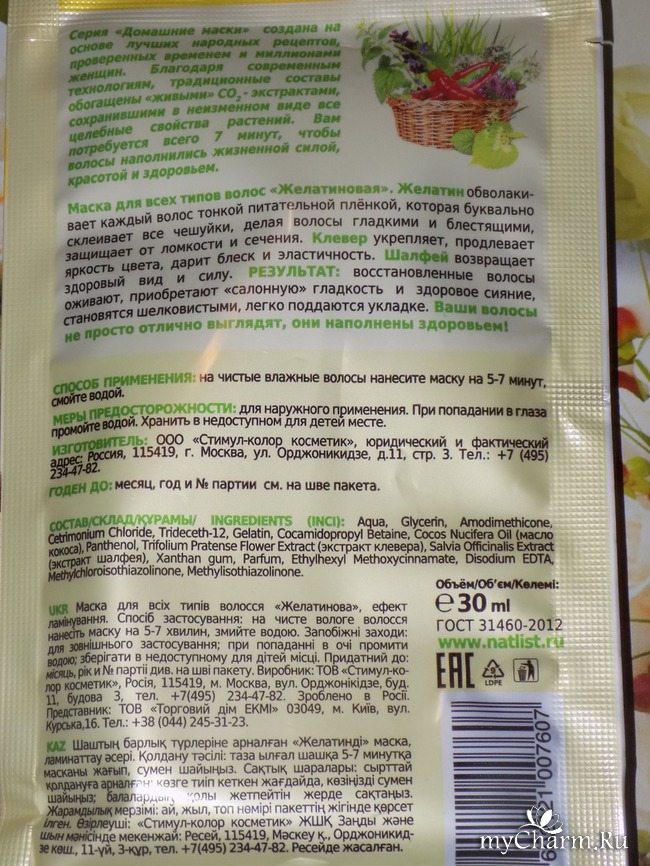 Серия «Домашние маски» создана на
основе лучших народных рецептов,
проверенных временем и миллионами
женщин. Благодаря современным
технологиям, традиционные составы
обогащены «живыми» CO₂- экстрактами,
сохранившими в неизменном виде все
целебные свойства растений. Вам
потребуется всего 7 минут, чтобы
волосы наполнились жизненной силой,
красотой и здоровьем.
Маска для всех типов волос «Желатиновая». Желатин обволаки-
вает каждый волос тонкой питательной плёнкой, которая буквально
склеивает все чешуйки, делая волосы гладкими и блестящими,
защищает от ломкости и сечения. Клевер укрепляет, продлевает
яркость цвета, дарит блеск и эластичность. Шалфей возвращает
здоровый вид и силу. РЕЗУЛЬТАТ: восстановленные волосы
оживают, приобретают «салонную» гладкость и здоровое сияние,
становятся шелковистыми, легко поддаются укладке. Ваши волосы
не просто отлично выглядят, они наполнены здоровьем!
СПОСОБ ПРИМЕНЕНИЯ: на чистые влажные волосы нанесите маску на 5-7 минут,
смойте водой.
МЕРЫ ПРЕДОСТОРОЖНОСТИ: для наружного применения. При попадании в глаза
промойте водой. Хранить в недоступном для детей месте.
ИЗГОТОВИТЕЛЬ: ООО «Стимул-колор косметик», юридический и фактический
адрес: Россия, 115419, г. Москва, ул. Орджоникидзе, д.11, стр. 3. Тел.: +7 (495)
234-47-82.
ГОДЕН ДО: месяц, год и № партии см. на шве пакета.
СОСТАВ/СКЛАД/ҚҰРАМЫ/ INGREDIENTS (INCI): Aqua, Glycerin, Amodimethicone,
Cetrimonium Chloride, Trideceth-12, Gelatin, Cocamidopropyl Betaine, Cocos Nucifera Oil (масло
кокоса), Panthenol, Trifolium Pratense Flower Extract (экстракт клевера), Salvia Officinalis Extract
(экстракт шалфея), Xanthan gum, Parfum, Ethylhexyl Methoxycinnamate, Disodium EDTA,
Methylchloroisothiazolinone, Methylisothiazolinone.
Объём/Об'єм/Көлемі:
℮30 ml
ГОСТ 31460-2012
www.natlist.ru
EAC
9
LDPE
UKR Маска для всіх типів волосся «Желатинова», ефект
ламінування. Спосіб застосування: на чисте вологе волосся
нанесіть маску на 5-7 хвилин, змийте водою. Запобіжні заходи:
для зовнішнього застосування; при попаданні в очі промити
водою; зберігати в недоступному для дітей місці. Придатний до:
місяць, рік и № партії див. на шві пакету. Виробник: ТОВ «Стимул-ко-
лор косметик», Росія, 115419, м. Москва, вул. Орджонікідзе, буд.
11, будова 3, тел. +7(495) 234-47-82. Зроблено в Росії.
Представник: ТОВ «Торговий дім ЕКМІ» 03049, м. Київ, вул.
Курська,16. Тел.: +38 (044) 245-31-23.
KAZ Шаштың барлық түрлеріне арналған «Желатинді» маска,
ламинаттау әсері. Қолдану тәсілі: таза ылғал шашқа 5-7 минутқа
масканы жағып, сумен шайыңыз. Сақтық шаралары: сырттай
қолдануға арналған; көзге тиіп кеткен жағдайда, көзіңізді сумен
шайыңыз; балалардың қолы жетпейтін жерде сақтаңыз.
Жарамдылық мерзімі: ай, жыл, топ нөмірі пакеттің жігінде көрсет
ілген. Өзірлеуші: «Стимул-колор косметик» ЖШҚ Заңды және
шын мәнісінде мекенжай: Ресей, 115419, Мәскеу қ., Орджоникид-
зе көш., 11-үй, 3-құр, тел. +7(495) 234-47-82. Ресейде жасалған.
21 007607
myCharm.Ru